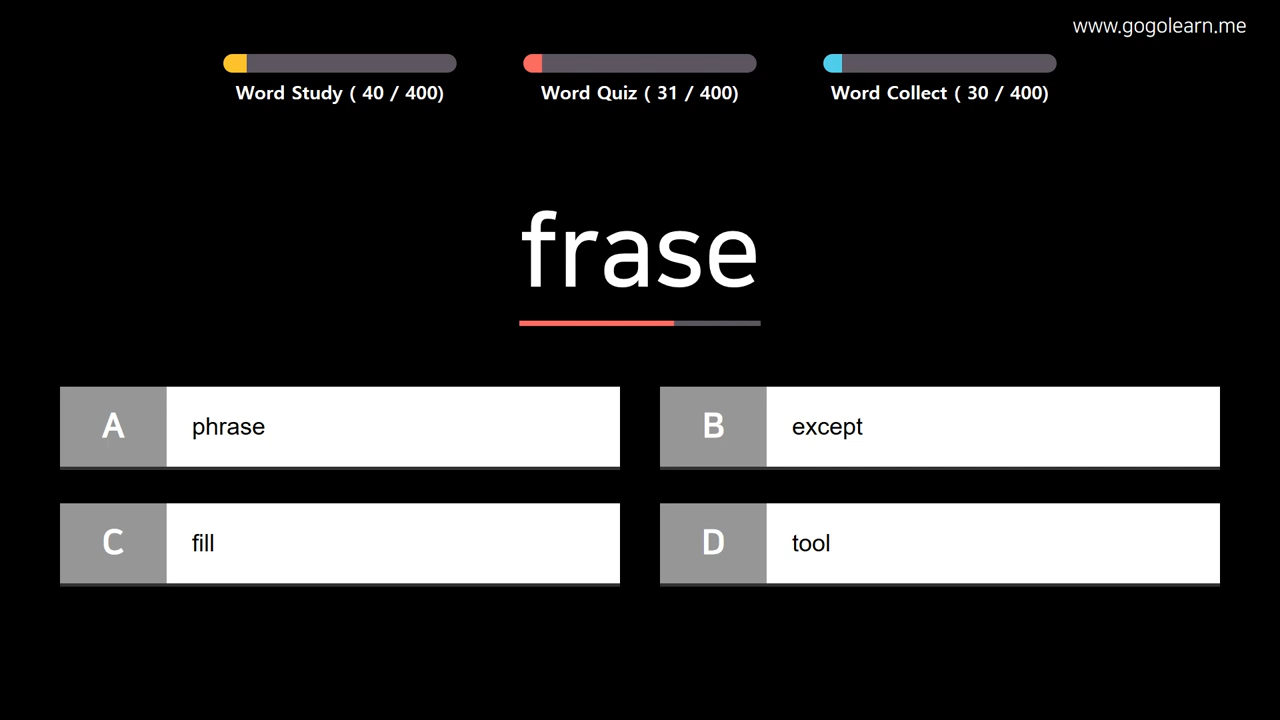 www.gogolearn.me
Word Study ( 40 / 400)
Word Quiz ( 31 / 400)
Word Collect ( 30 / 400)
frase
A phrase
B except
C fill
D tool